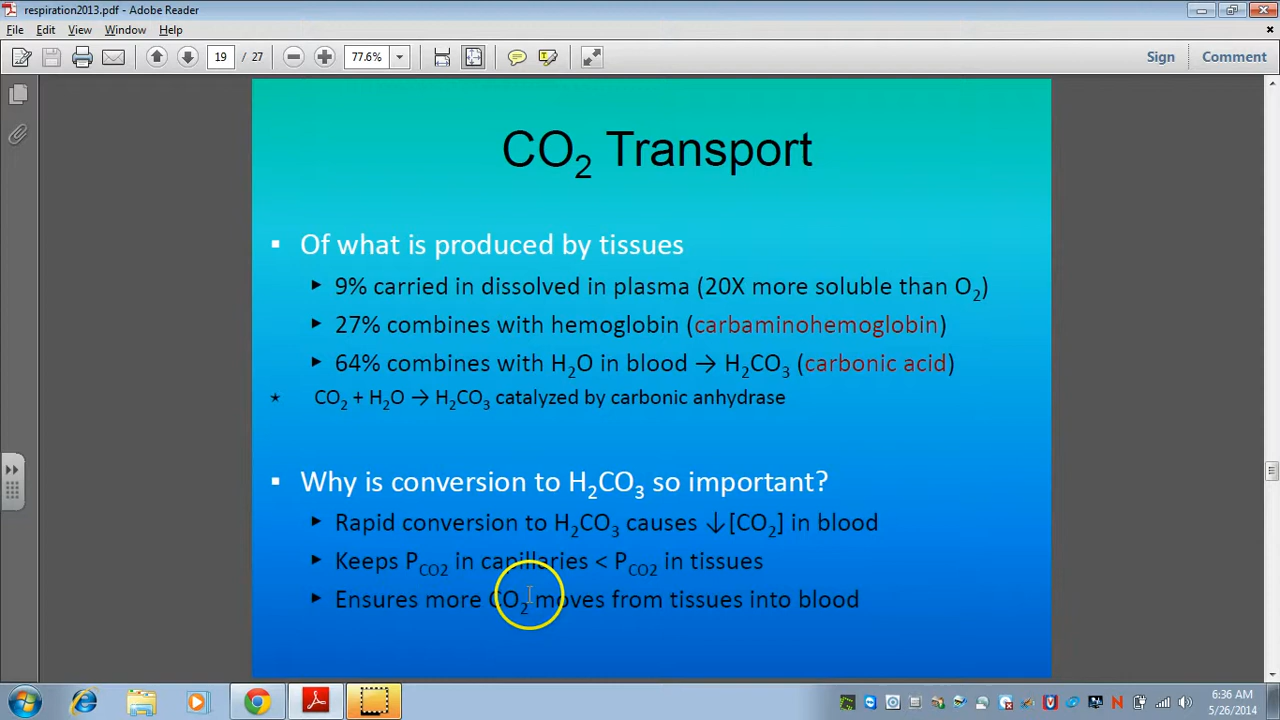 respiration2013.pdf - Adobe Reader
File Edit View Window Help
19 / 27 77.6% Sign Comment
CO₂ Transport
▪ Of what is produced by tissues
▸ 9% carried in dissolved in plasma (20X more soluble than O₂)
▸ 27% combines with hemoglobin (carbaminohemoglobin)
▸ 64% combines with H₂O in blood → H₂CO₃ (carbonic acid)
⋆ CO₂ + H₂O → H₂CO₃ catalyzed by carbonic anhydrase
▪ Why is conversion to H₂CO₃ so important?
▸ Rapid conversion to H₂CO₃ causes ↓[CO₂] in blood
▸ Keeps P_CO2 in capillaries < P_CO2 in tissues
▸ Ensures more CO₂ moves from tissues into blood
6:36 AM
5/26/2014